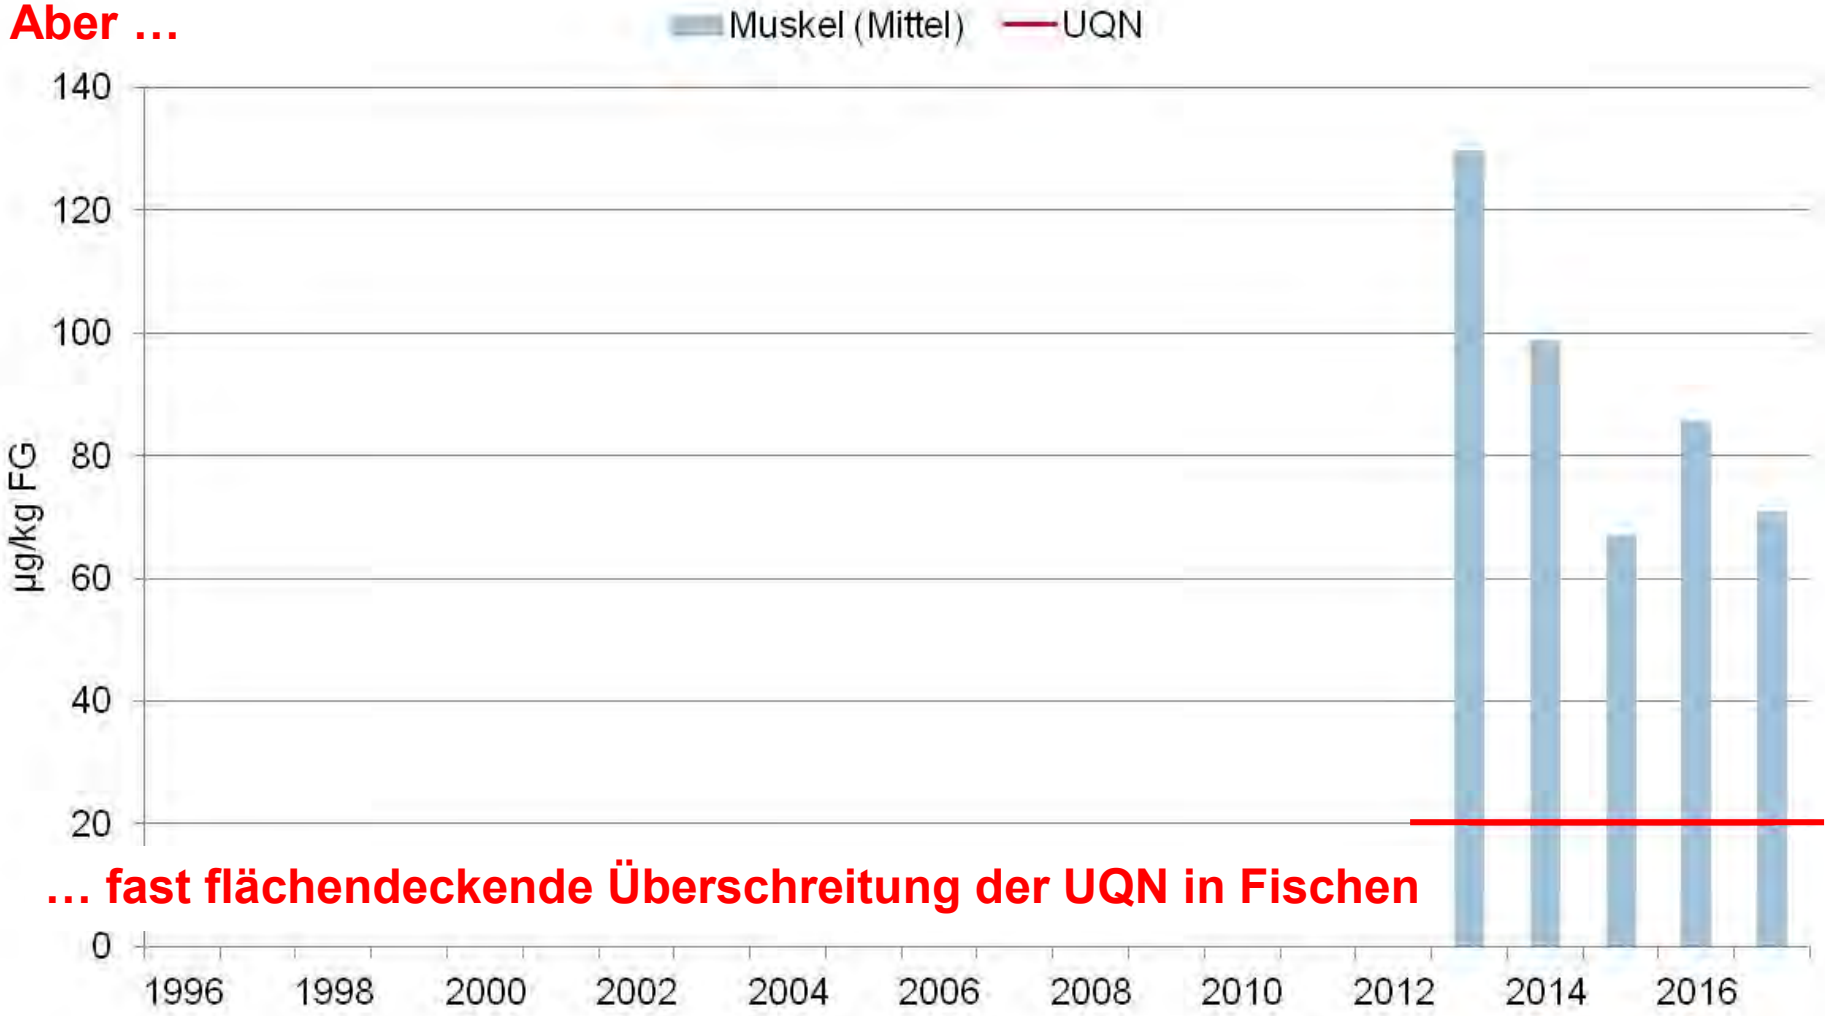 Aber …
Muskel (Mittel) UQN
140
120
100
80
60
40
20
0
µg/kg FG
… fast flächendeckende Überschreitung der UQN in Fischen
1996 1998 2000 2002 2004 2006 2008 2010 2012 2014 2016